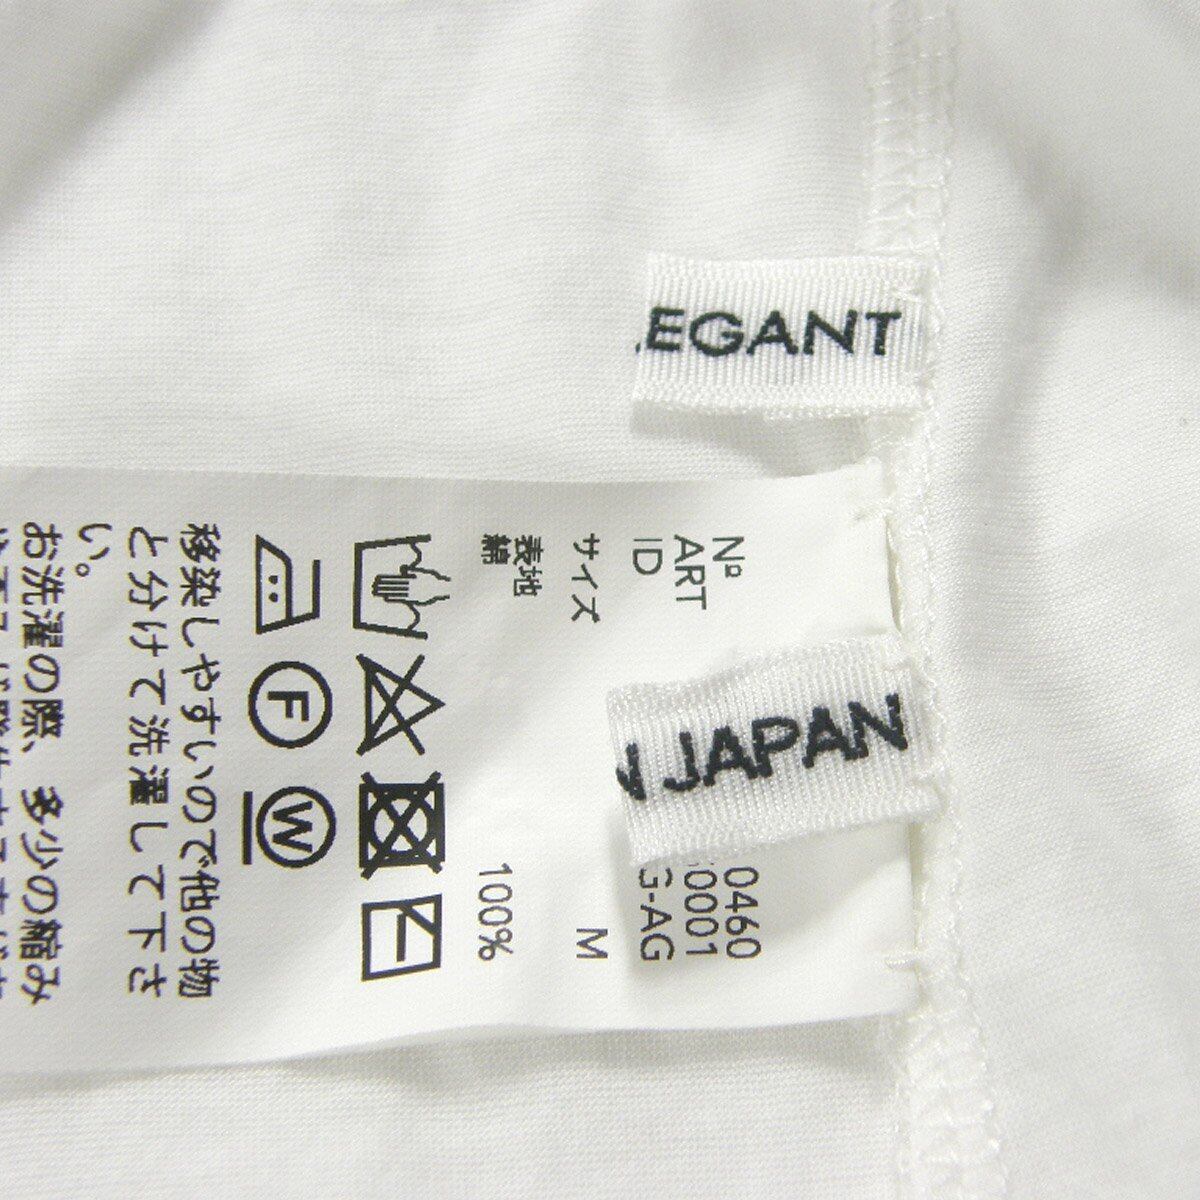 EGANT
N JAPAN
Nº 0460
ART 0001
ID G-AG
サイズ M
表地
綿 100%
F
W
移染しやすいので他の物
と分けて洗濯して下さ
い。
お洗濯の際、多少の縮み